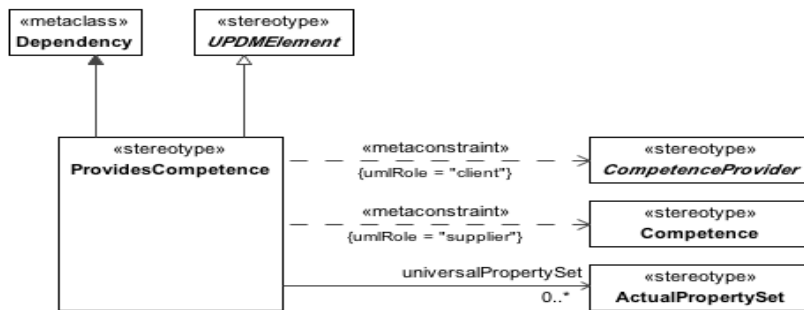 «metaclass»
Dependency
«stereotype»
UPDMElement
«stereotype»
ProvidesCompetence
«metaconstraint»
{umlRole = "client"}
«stereotype»
CompetenceProvider
«metaconstraint»
{umlRole = "supplier"}
«stereotype»
Competence
universalPropertySet
0..*
«stereotype»
ActualPropertySet